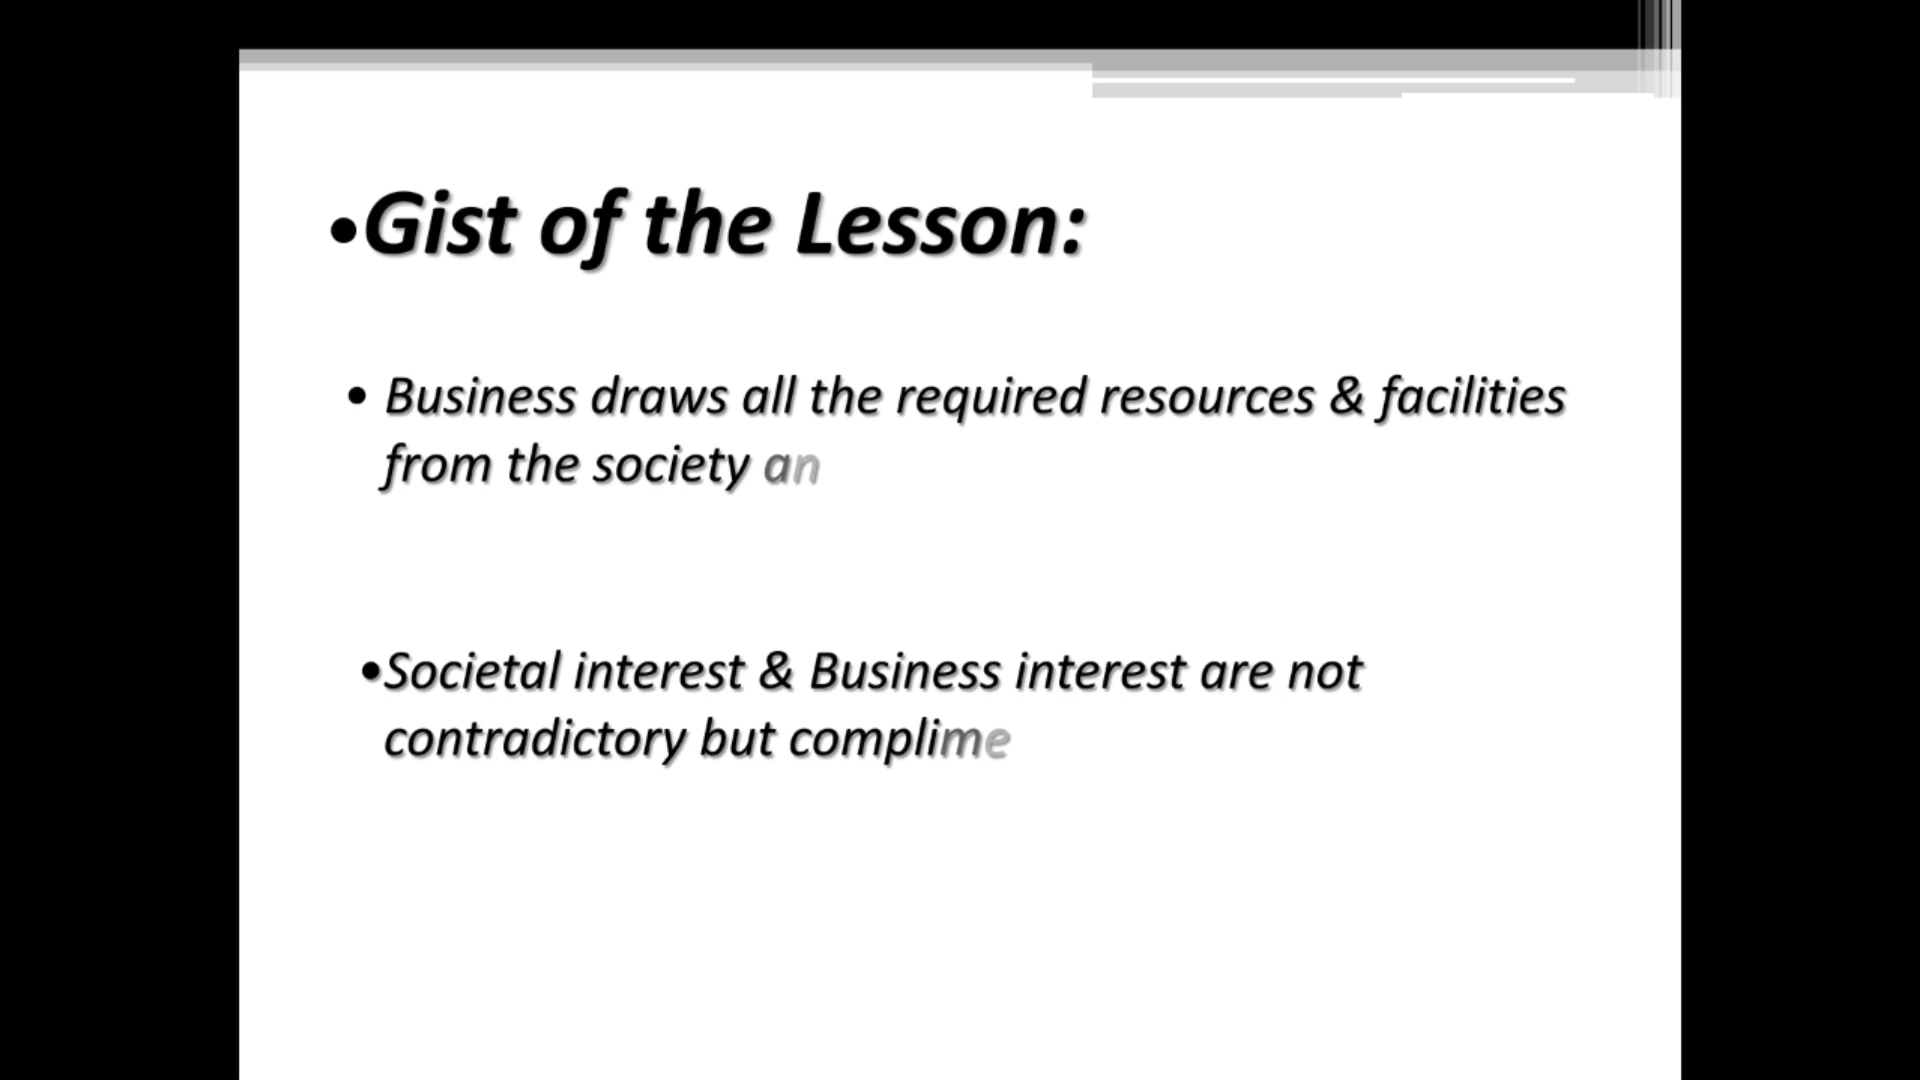 •Gist of the Lesson:
• Business draws all the required resources & facilities
from the society an
•Societal interest & Business interest are not
contradictory but complime